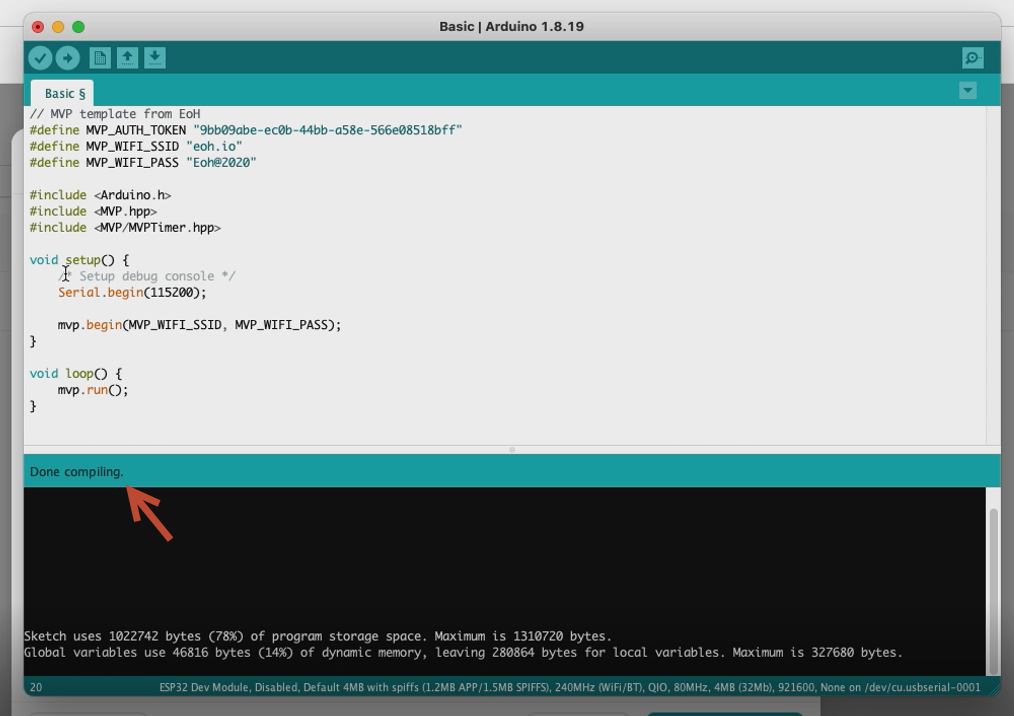 Basic | Arduino 1.8.19
Basic §
// MVP template from EoH
#define MVP_AUTH_TOKEN "9bb09abe-ec0b-44bb-a58e-566e08518bff"
#define MVP_WIFI_SSID "eoh.io"
#define MVP_WIFI_PASS "Eoh@2020"
#include <Arduino.h>
#include <MVP.hpp>
#include <MVP/MVPTimer.hpp>
void setup() {
/* Setup debug console */
Serial.begin(115200);
mvp.begin(MVP_WIFI_SSID, MVP_WIFI_PASS);
}
void loop() {
mvp.run();
}
Done compiling.
Sketch uses 1022742 bytes (78%) of program storage space. Maximum is 1310720 bytes.
Global variables use 46816 bytes (14%) of dynamic memory, leaving 280864 bytes for local variables. Maximum is 327680 bytes.
20 ESP32 Dev Module, Disabled, Default 4MB with spiffs (1.2MB APP/1.5MB SPIFFS), 240MHz (WiFi/BT), QIO, 80MHz, 4MB (32Mb), 921600, None on /dev/cu.usbserial-0001